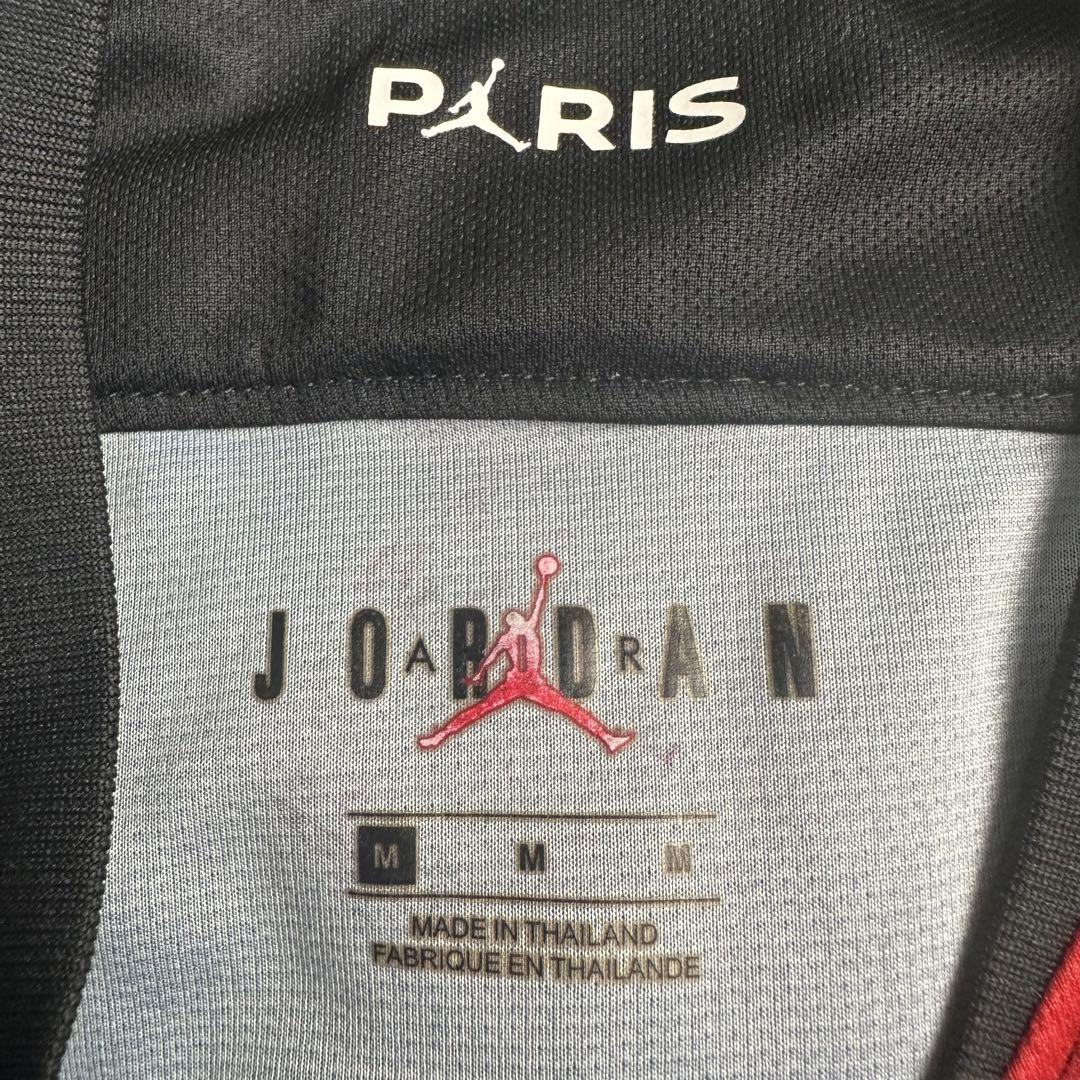 PARIS
JORDAN
AIR
M M M
MADE IN THAILAND
FABRIQUE EN THAILANDE